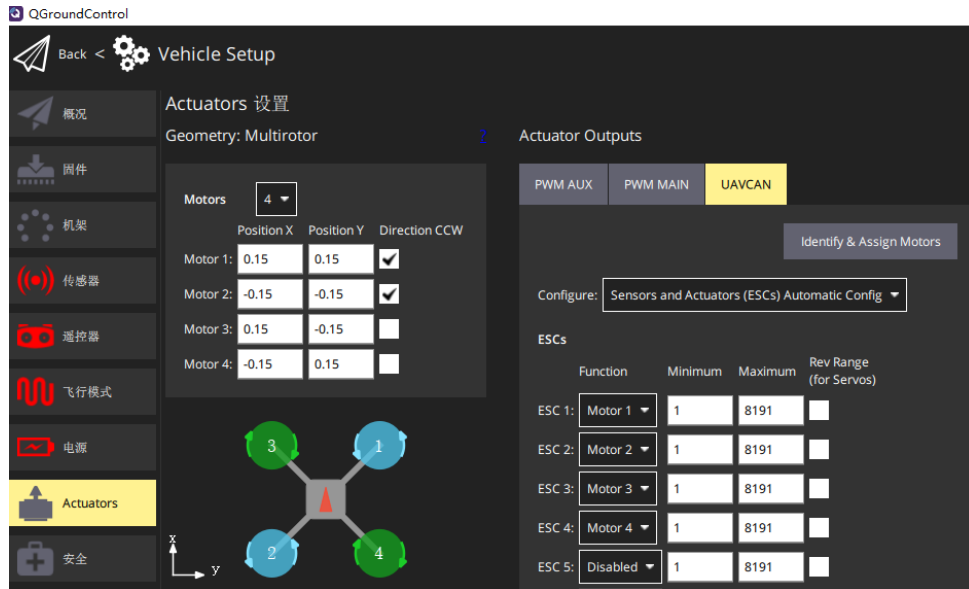 QGroundControl
Back < Vehicle Setup
概况
固件
机架
传感器
遥控器
飞行模式
电源
Actuators
安全
Actuators 设置
Geometry: Multirotor ?
Motors 4
Position X Position Y Direction CCW
Motor 1: 0.15 0.15
Motor 2: -0.15 -0.15
Motor 3: 0.15 -0.15
Motor 4: -0.15 0.15
3 1
2 4
x
y
Actuator Outputs
PWM AUX PWM MAIN UAVCAN
Identify & Assign Motors
Configure: Sensors and Actuators (ESCs) Automatic Config
ESCs
Function Minimum Maximum Rev Range
(for Servos)
ESC 1: Motor 1 1 8191
ESC 2: Motor 2 1 8191
ESC 3: Motor 3 1 8191
ESC 4: Motor 4 1 8191
ESC 5: Disabled 1 8191